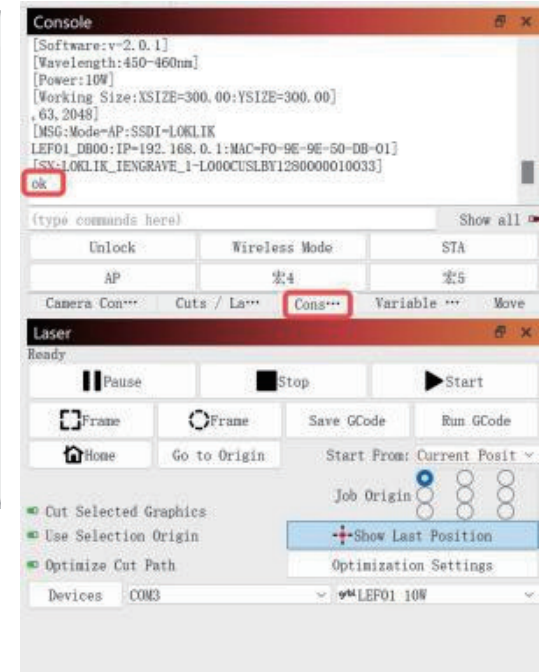 Console
[Software:v-2.0.1]
[Wavelength:450-460nm]
[Power:10W]
[Working Size:XSIZE=300.00:YSIZE=300.00]
,63,2048]
[MSG:Mode=AP:SSDI=LOKLIK
LEF01_DB00:IP=192.168.0.1:MAC=F0-9E-9E-50-DB-01]
[SX:LOKLIK_IENGRAVE_1-L000CUSLBY1280000010033]
ok
(type commands here) Show all
Unlock Wireless Mode STA
AP 宏4 宏5
Camera Con··· Cuts / La··· Cons··· Variable ··· Move
Laser
Ready
Pause Stop Start
Frame Frame Save GCode Run GCode
Home Go to Origin Start From: Current Posit
Job Origin
Cut Selected Graphics
Use Selection Origin Show Last Position
Optimize Cut Path Optimization Settings
Devices COM3 grbl LEF01 10W